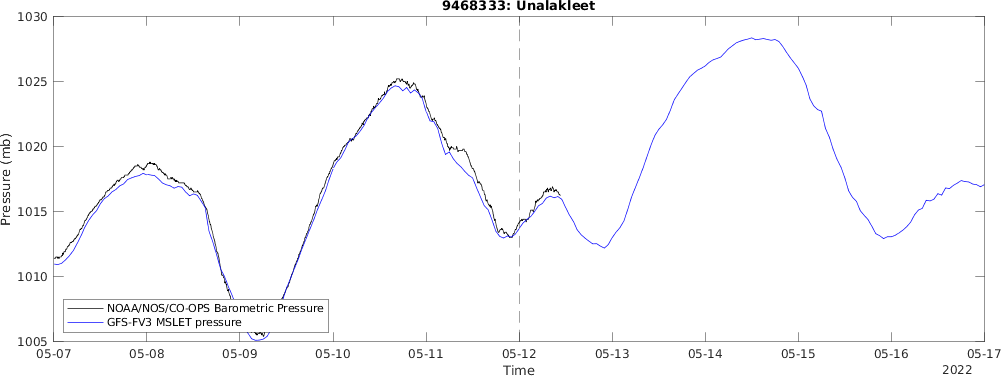 9468333: Unalakleet
Pressure (mb)
1030
1025
1020
1015
1010
1005
NOAA/NOS/CO-OPS Barometric Pressure
GFS-FV3 MSLET pressure
05-07 05-08 05-09 05-10 05-11 05-12 05-13 05-14 05-15 05-16 05-17
Time
2022